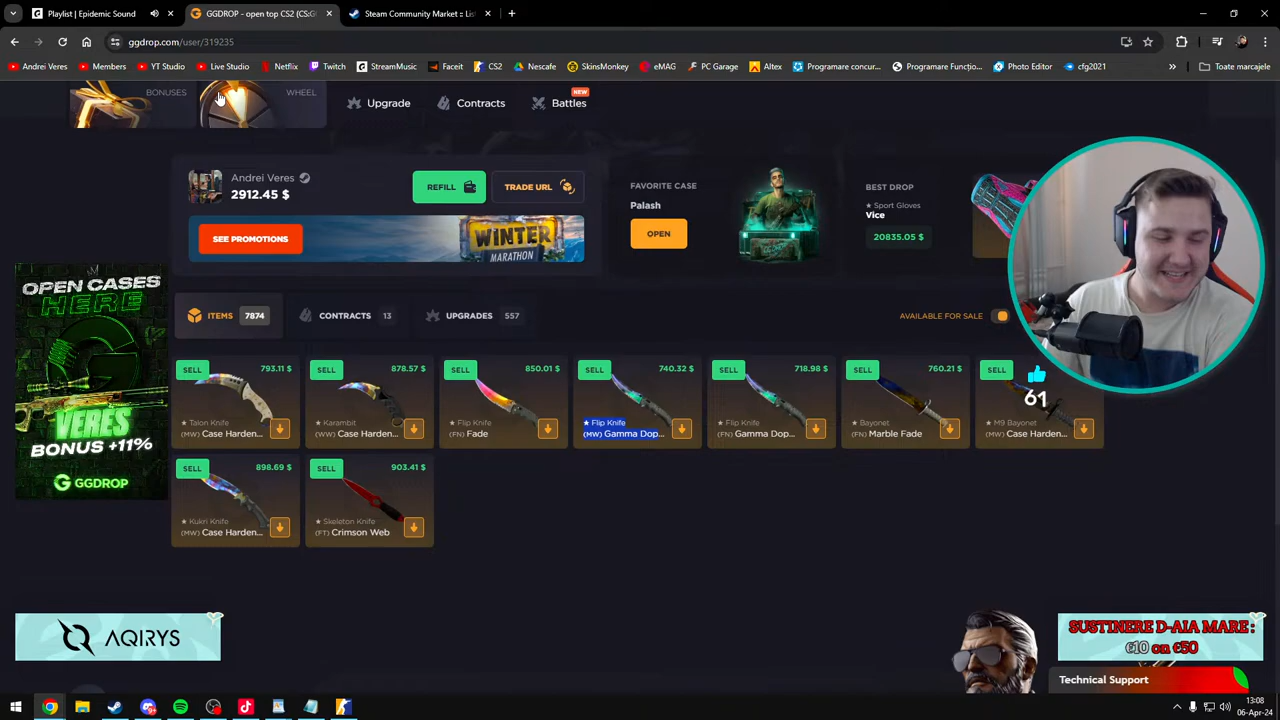 Playlist | Epidemic Sound
GGDROP - open top CS2 (CS:G
Steam Community Market :: Lis
ggdrop.com/user/319235
Andrei Veres
Members
YT Studio
Live Studio
Netflix
Twitch
StreamMusic
Faceit
CS2
Nescafe
SkinsMonkey
eMAG
PC Garage
Altex
Programare concur...
Programare Funcțio...
Photo Editor
cfg2021
Toate marcajele
BONUSES
WHEEL
Upgrade
Contracts
Battles
NEW
Andrei Veres
2912.45 $
REFILL
TRADE URL
SEE PROMOTIONS
WINTER
MARATHON
FAVORITE CASE
Palash
OPEN
BEST DROP
★ Sport Gloves
Vice
20835.05 $
OPEN CASES
HERE
VERES
BONUS +11%
GGDROP
ITEMS 7874
CONTRACTS 13
UPGRADES 557
AVAILABLE FOR SALE
SELL 793.11 $
★ Talon Knife
(MW) Case Harden...
SELL 878.57 $
★ Karambit
(WW) Case Harden...
SELL 850.01 $
★ Flip Knife
(FN) Fade
SELL 740.32 $
★ Flip Knife
(MW) Gamma Dop...
SELL 718.98 $
★ Flip Knife
(FN) Gamma Dop...
SELL 760.21 $
★ Bayonet
(FN) Marble Fade
SELL
★ M9 Bayonet
(MW) Case Harden...
61
SELL 898.69 $
★ Kukri Knife
(MW) Case Harden...
SELL 903.41 $
★ Skeleton Knife
(FT) Crimson Web
AQIRYS
SUSTINERE D-AIA MARE :
€10 on €50
Technical Support
13:08
06-Apr-24